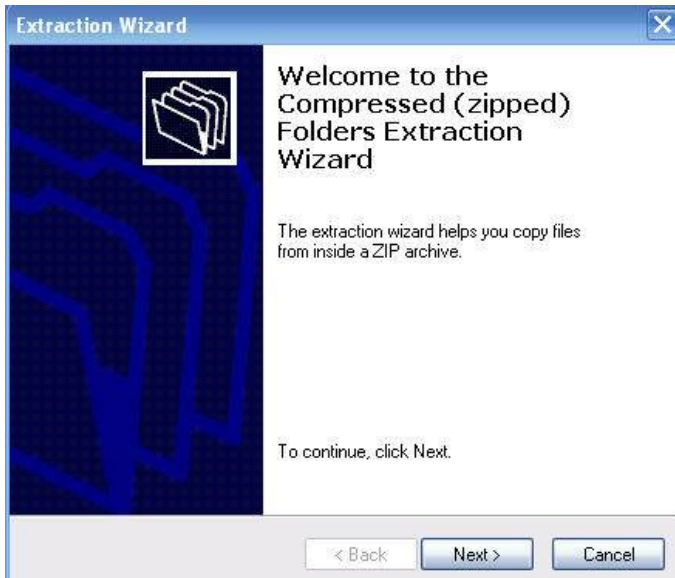 Extraction Wizard
Welcome to the
Compressed (zipped)
Folders Extraction
Wizard
The extraction wizard helps you copy files
from inside a ZIP archive.
To continue, click Next.
< Back Next > Cancel